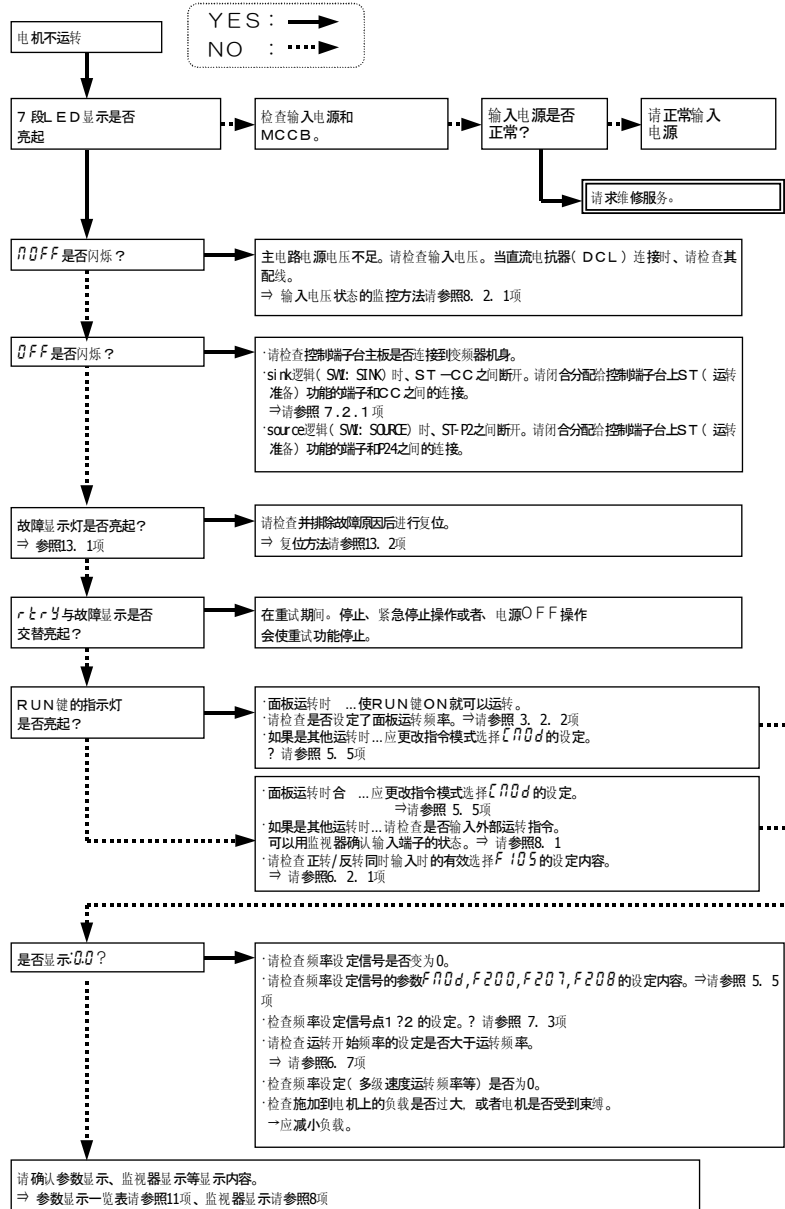 电机不运转
YES：
NO ：
7 段LED显示是否
亮起
检查输入电源和
MCCB。
输入电源是否
正常？
请正常输入
电源
请求维修服务。
MOFF 是否闪烁？
主电路电源电压不足。请检查输入电压。当直流电抗器( DCL ) 连接时、请检查其
配线。
⇒ 输入电压状态的监控方法请参照8. 2. 1项
OFF 是否闪烁？
·请检查控制端子台主板是否连接到变频器机身。
·sink逻辑( SW1: SINK) 时、ST —CC 之间断开。请闭合分配给控制端子台上ST ( 运转
准备) 功能的端子和CC 之间的连接。
⇒请参照 7.2.1 项
·source逻辑( SW1: SOURCE) 时、ST-P2之间断开。请闭合分配给控制端子台上ST ( 运转
准备) 功能的端子和P24之间的连接。
故障显示灯是否亮起？
⇒ 参照13. 1项
请检查并排除故障原因后进行复位。
⇒ 复位方法请参照13. 2项
rtry 与故障显示是否
交替亮起？
在重试期间。停止、紧急停止操作或者、电源OFF 操作
会使重试功能停止。
RUN键的指示灯
是否亮起？
·面板运转时 …使RUN键ON就可以运转。
·请检查是否设定了面板运转频率。⇒请参照 3. 2. 2项
·如果是其他运转时…应更改指令模式选择CMOd 的设定。
? 请参照 5. 5项
·面板运转时合 …应更改指令模式选择CMOd 的设定。
⇒请参照 5. 5项
·如果是其他运转时…请检查是否输入外部运转指令。
可以用监视器确认输入端子的状态。⇒ 请参照8. 1
·请检查正转/反转同时输入时的有效选择F105 的设定内容。
⇒ 请参照6. 2. 1项
是否显示:0.0 ?
·请检查频率设定信号是否变为0。
·请检查频率设定信号的参数FMOd, F200, F207, F208 的设定内容。⇒请参照 5. 5
项
·检查频率设定信号点1 ?2 的设定。? 请参照 7. 3项
·请检查运转开始频率的设定是否大于运转频率。
⇒ 请参照6. 7项
·检查频率设定( 多级速度运转频率等) 是否为0。
·检查施加到电机上的负载是否过大, 或者电机是否受到束缚。
→应减小负载。
请确认参数显示、监视器显示等显示内容。
⇒ 参数显示一览表请参照11项、监视器显示请参照8项